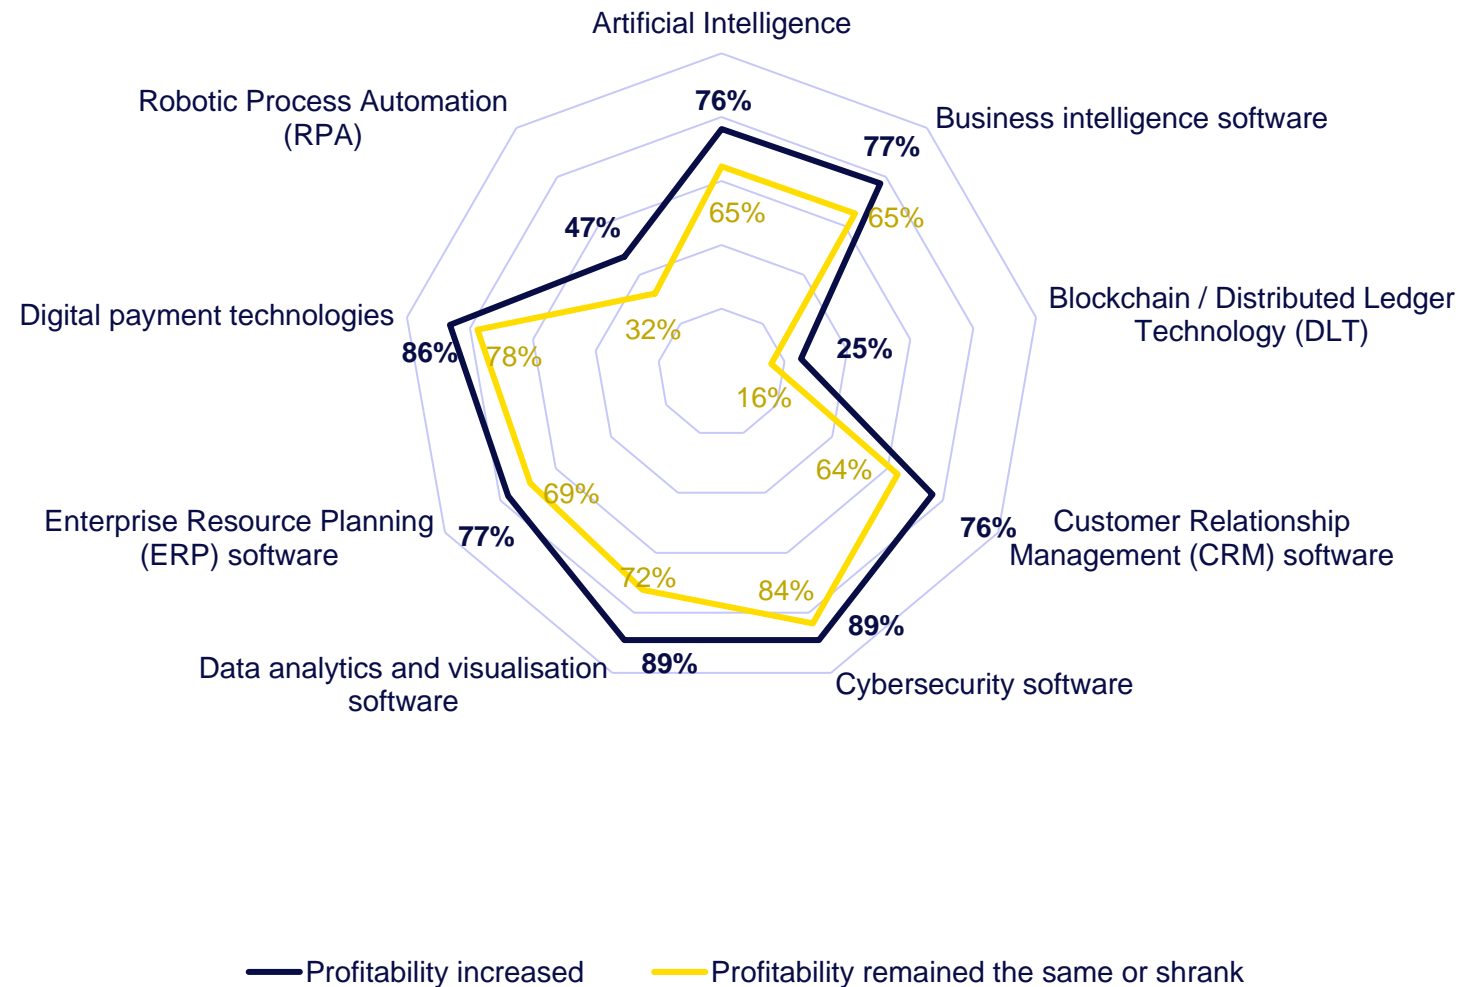 Artificial Intelligence
76%
65%
Business intelligence software
77%
65%
Blockchain / Distributed Ledger
Technology (DLT)
25%
16%
Customer Relationship
Management (CRM) software
76%
64%
Cybersecurity software
89%
84%
Data analytics and visualisation
software
89%
72%
Enterprise Resource Planning
(ERP) software
77%
69%
Digital payment technologies
86%
78%
Robotic Process Automation
(RPA)
47%
32%
Profitability increased
Profitability remained the same or shrank